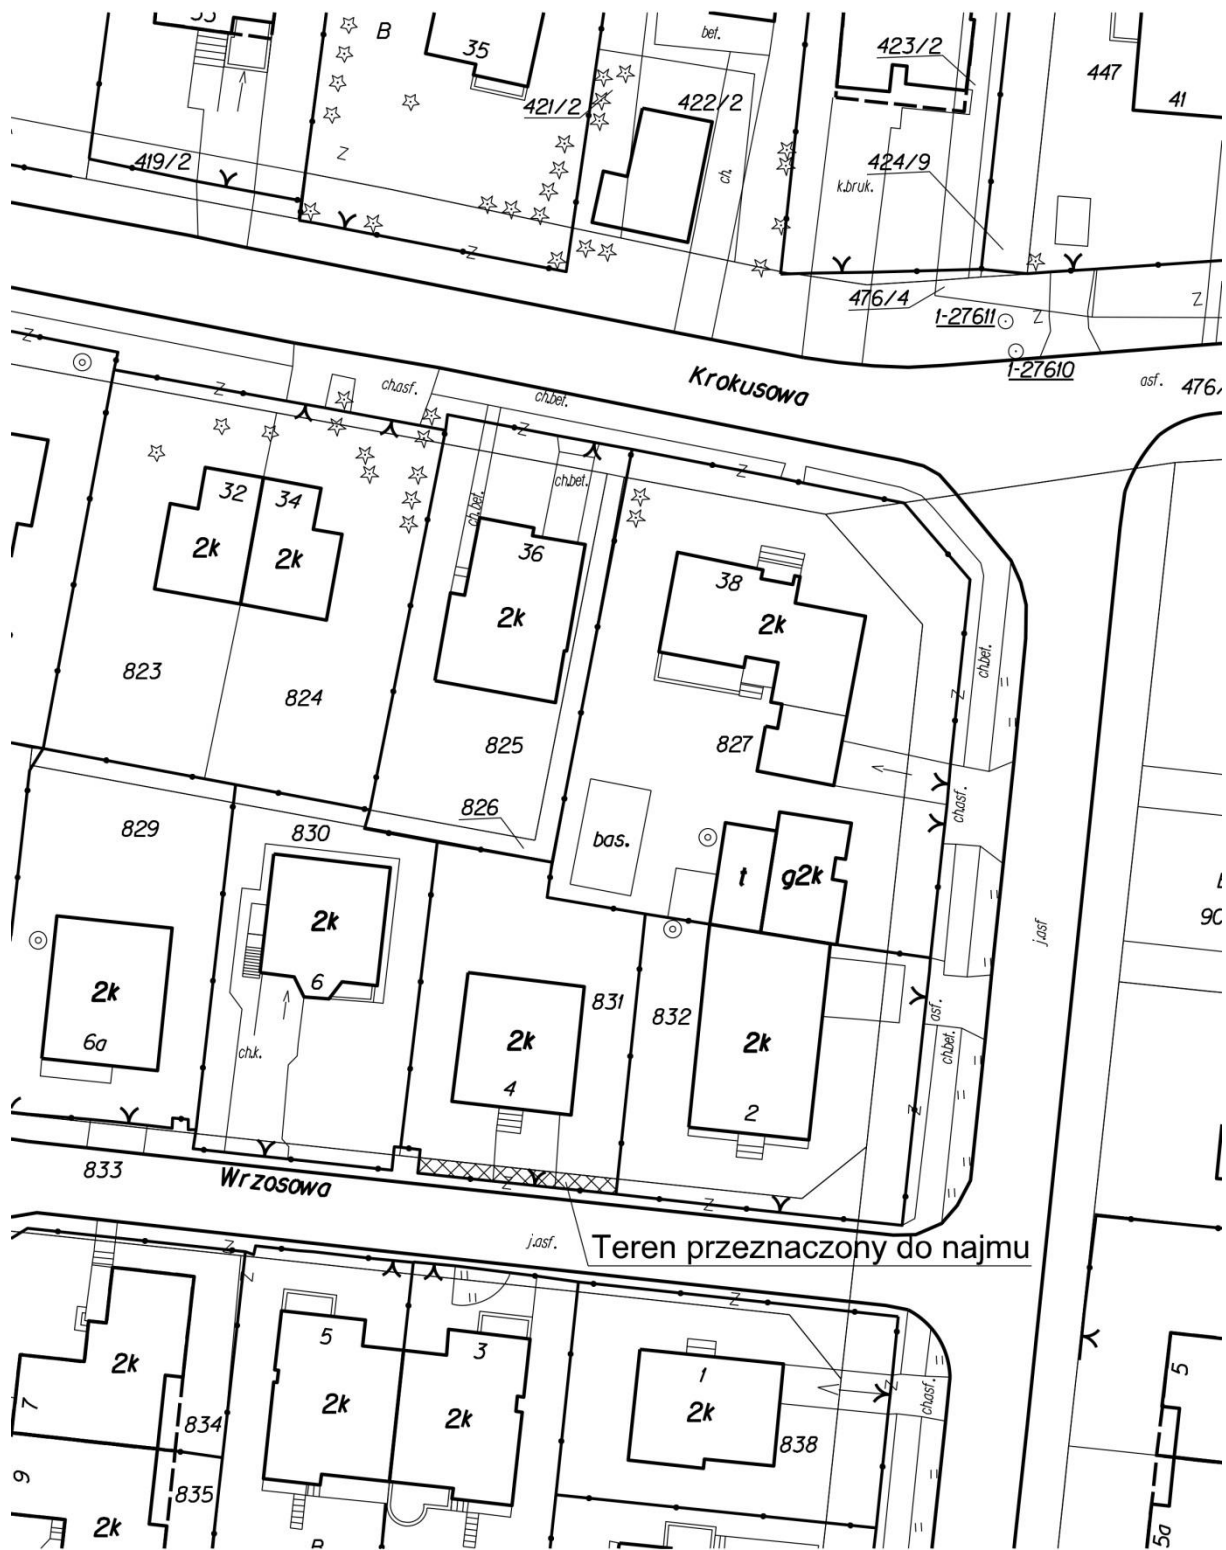 B
35
bet.
423/2
447
41
421/2
422/2
419/2
Z
ch.
k.bruk.
424/9
Z
476/4
Z
1-27611
Z
1-27610
Z
Krokusowa
asf.
476/
Z
ch.asf.
ch.bet.
Z
Z
32
34
ch.bet.
ch.bet.
36
38
2k
2k
2k
2k
ch.bet.
Z
823
824
825
827
826
ch.asf.
829
830
bas.
t
g2k
90
2k
j.asf
6
831
832
asf.
2k
2k
2k
6a
ch.k.
ch.bet.
4
2
Z
833
Wrzosowa
Z
Z
j.asf.
Teren przeznaczony do najmu
Z
Z
Z
5
3
1
5
2k
2k
2k
2k
Z
ch.asf.
7
834
838
9
835
2k
5a